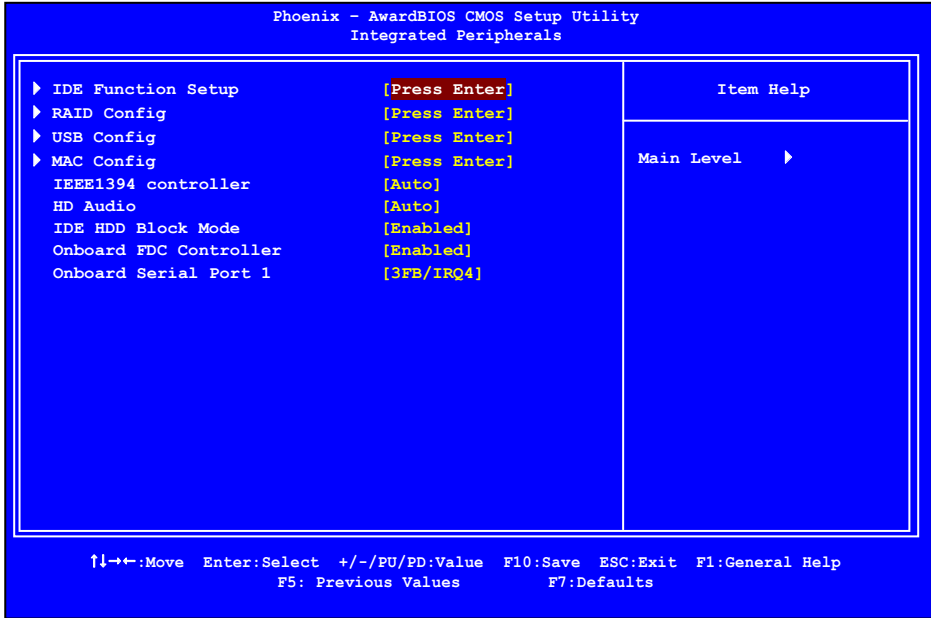 Phoenix – AwardBIOS CMOS Setup Utility
Integrated Peripherals
IDE Function Setup [Press Enter]
RAID Config [Press Enter]
USB Config [Press Enter]
MAC Config [Press Enter]
IEEE1394 controller [Auto]
HD Audio [Auto]
IDE HDD Block Mode [Enabled]
Onboard FDC Controller [Enabled]
Onboard Serial Port 1 [3FB/IRQ4]
Item Help
Main Level
↑↓→←:Move Enter:Select +/-/PU/PD:Value F10:Save ESC:Exit F1:General Help
F5: Previous Values F7:Defaults